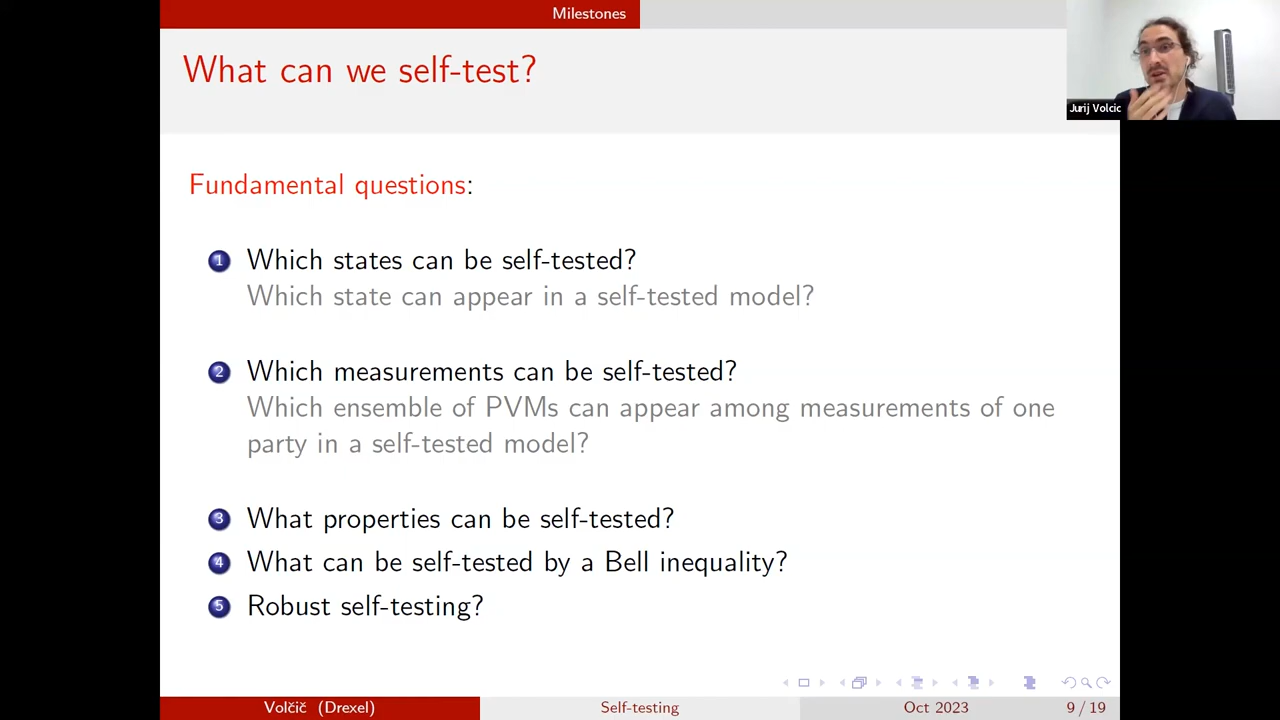 Milestones
What can we self-test?
Jurij Volcic
Fundamental questions:
1 Which states can be self-tested?
Which state can appear in a self-tested model?
2 Which measurements can be self-tested?
Which ensemble of PVMs can appear among measurements of one
party in a self-tested model?
3 What properties can be self-tested?
4 What can be self-tested by a Bell inequality?
5 Robust self-testing?
Volčič (Drexel) Self-testing Oct 2023 9 / 19